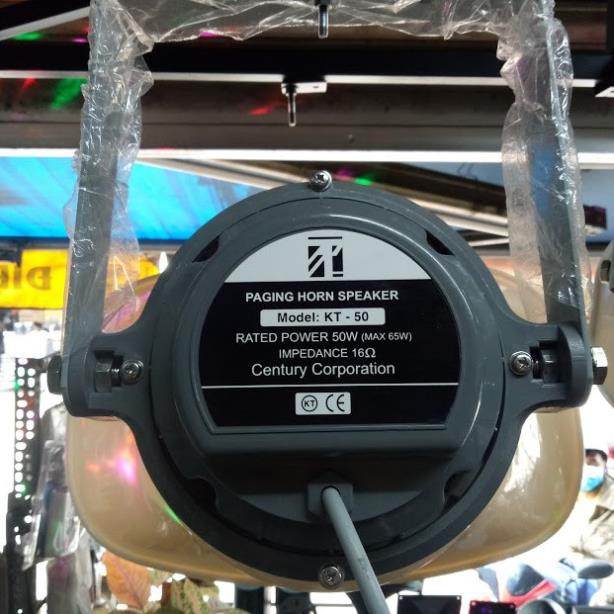 PAGING HORN SPEAKER
Model: KT - 50
RATED POWER 50W (MAX 65W)
IMPEDANCE 16Ω
Century Corporation
KT CE